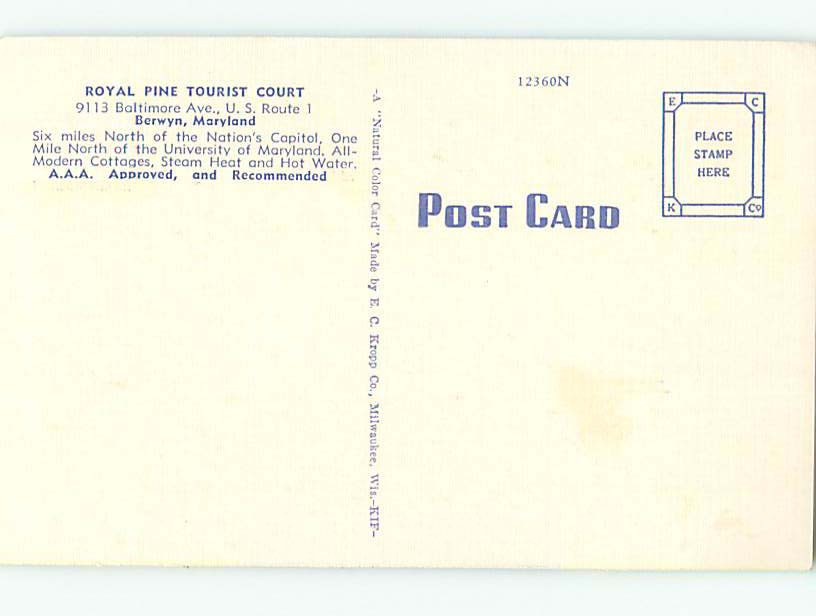 ROYAL PINE TOURIST COURT
9113 Baltimore Ave., U. S. Route 1
Berwyn, Maryland
Six miles North of the Nation's Capitol, One
Mile North of the University of Maryland. All-
Modern Cottages, Steam Heat and Hot Water.
A.A.A. Approved, and Recommended
-A "Natural Color Card" Made by E. C. Kropp Co., Milwaukee, Wis.-KIF-
12360N
POST CARD
E C
PLACE
STAMP
HERE
K Co